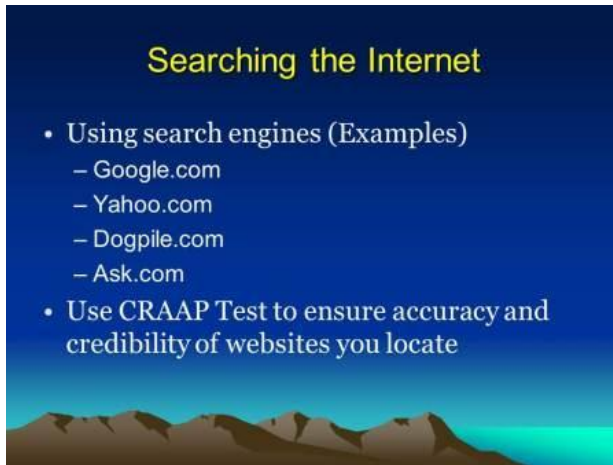 Searching the Internet
• Using search engines (Examples)
– Google.com
– Yahoo.com
– Dogpile.com
– Ask.com
• Use CRAAP Test to ensure accuracy and
credibility of websites you locate